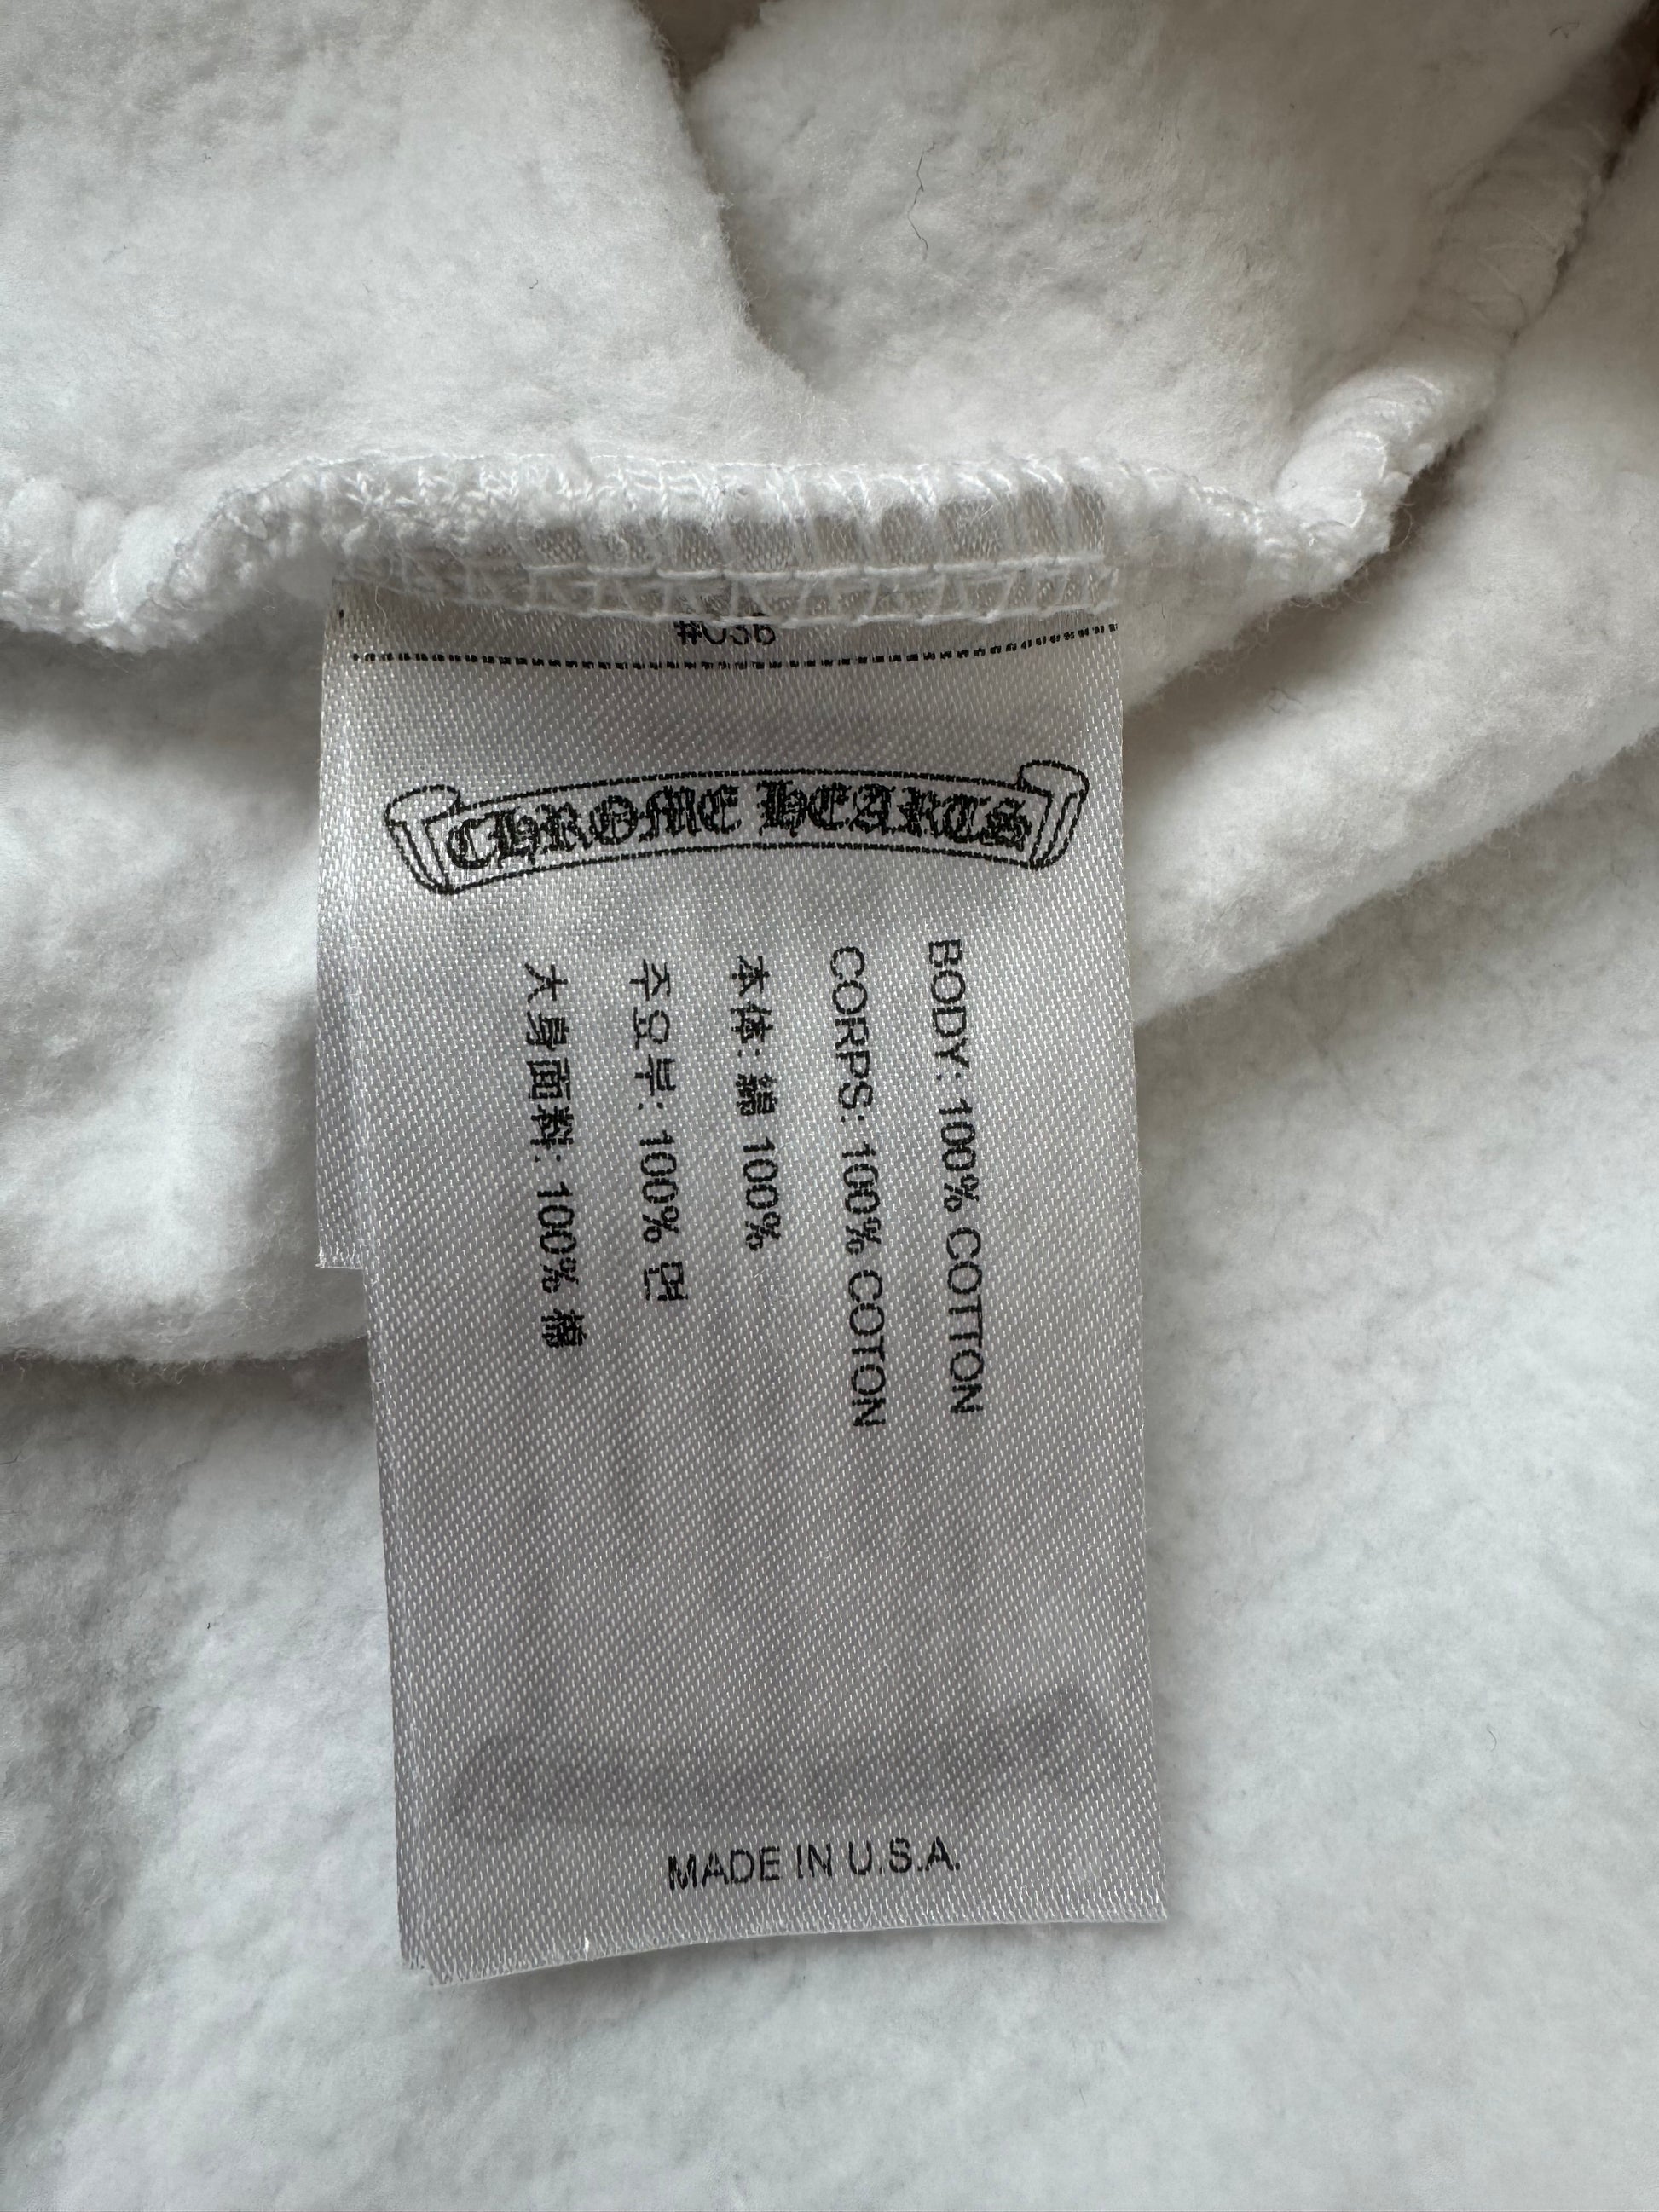 CHROME HEARTS
BODY: 100% COTTON
CORPS: 100% COTON
本体: 綿 100%
주요부: 100% 면
大身面料: 100% 棉
MADE IN U.S.A.